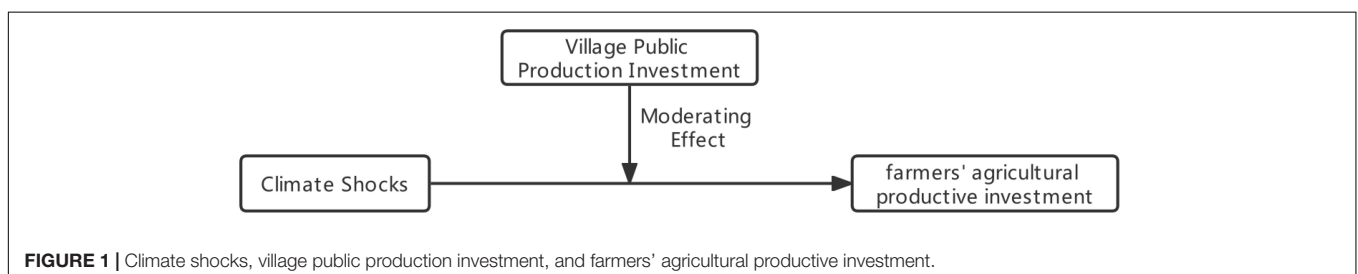 Village Public
Production Investment
Moderating
Effect
Climate Shocks
farmers' agricultural
productive investment
FIGURE 1 | Climate shocks, village public production investment, and farmers’ agricultural productive investment.